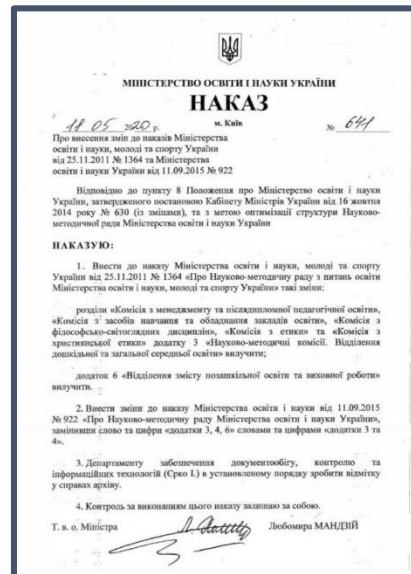 МІНІСТЕРСТВО ОСВІТИ І НАУКИ УКРАЇНИ
НАКАЗ
18 05 2020 р.
м. Київ
№ 641
Про внесення змін до наказів Міністерства
освіти і науки, молоді та спорту України
від 25.11.2011 № 1364 та Міністерства
освіти і науки України від 11.09.2015 № 922
Відповідно до пункту 8 Положення про Міністерство освіти і науки
України, затвердженого постановою Кабінету Міністрів України від 16 жовтня
2014 року № 630 (із змінами), та з метою оптимізації структури Науково-
методичної ради Міністерства освіти і науки України
НАКАЗУЮ:
1. Внести до наказу Міністерства освіти і науки, молоді та спорту
України від 25.11.2011 № 1364 «Про Науково-методичну раду з питань освіти
Міністерства освіти і науки, молоді та спорту України» такі зміни:
розділи «Комісія з менеджменту та післядипломної педагогічної освіти»,
«Комісія з засобів навчання та обладнання закладів освіти», «Комісія з
філософсько-світоглядних дисциплін», «Комісія з етики» та «Комісія з
християнської етики» додатку 3 «Науково-методичні комісії. Відділення
дошкільної та загальної середньої освіти» вилучити;
додаток 6 «Відділення змісту позашкільної освіти та виховної роботи»
вилучити.
2. Внести зміни до наказу Міністерства освіти і науки від 11.09.2015
№ 922 «Про Науково-методичну раду Міністерства освіти і науки України»,
замінивши слово та цифри «додатки 3, 4, 6» словами та цифрами «додатки 3 та
4».
3. Департаменту забезпечення документообігу, контролю та
інформаційних технологій (Єрко І.) в установленому порядку зробити відмітку
у справах архіву.
4. Контроль за виконанням цього наказу залишаю за собою.
Т. в. о. Міністра
Любомира МАНДЗІЙ